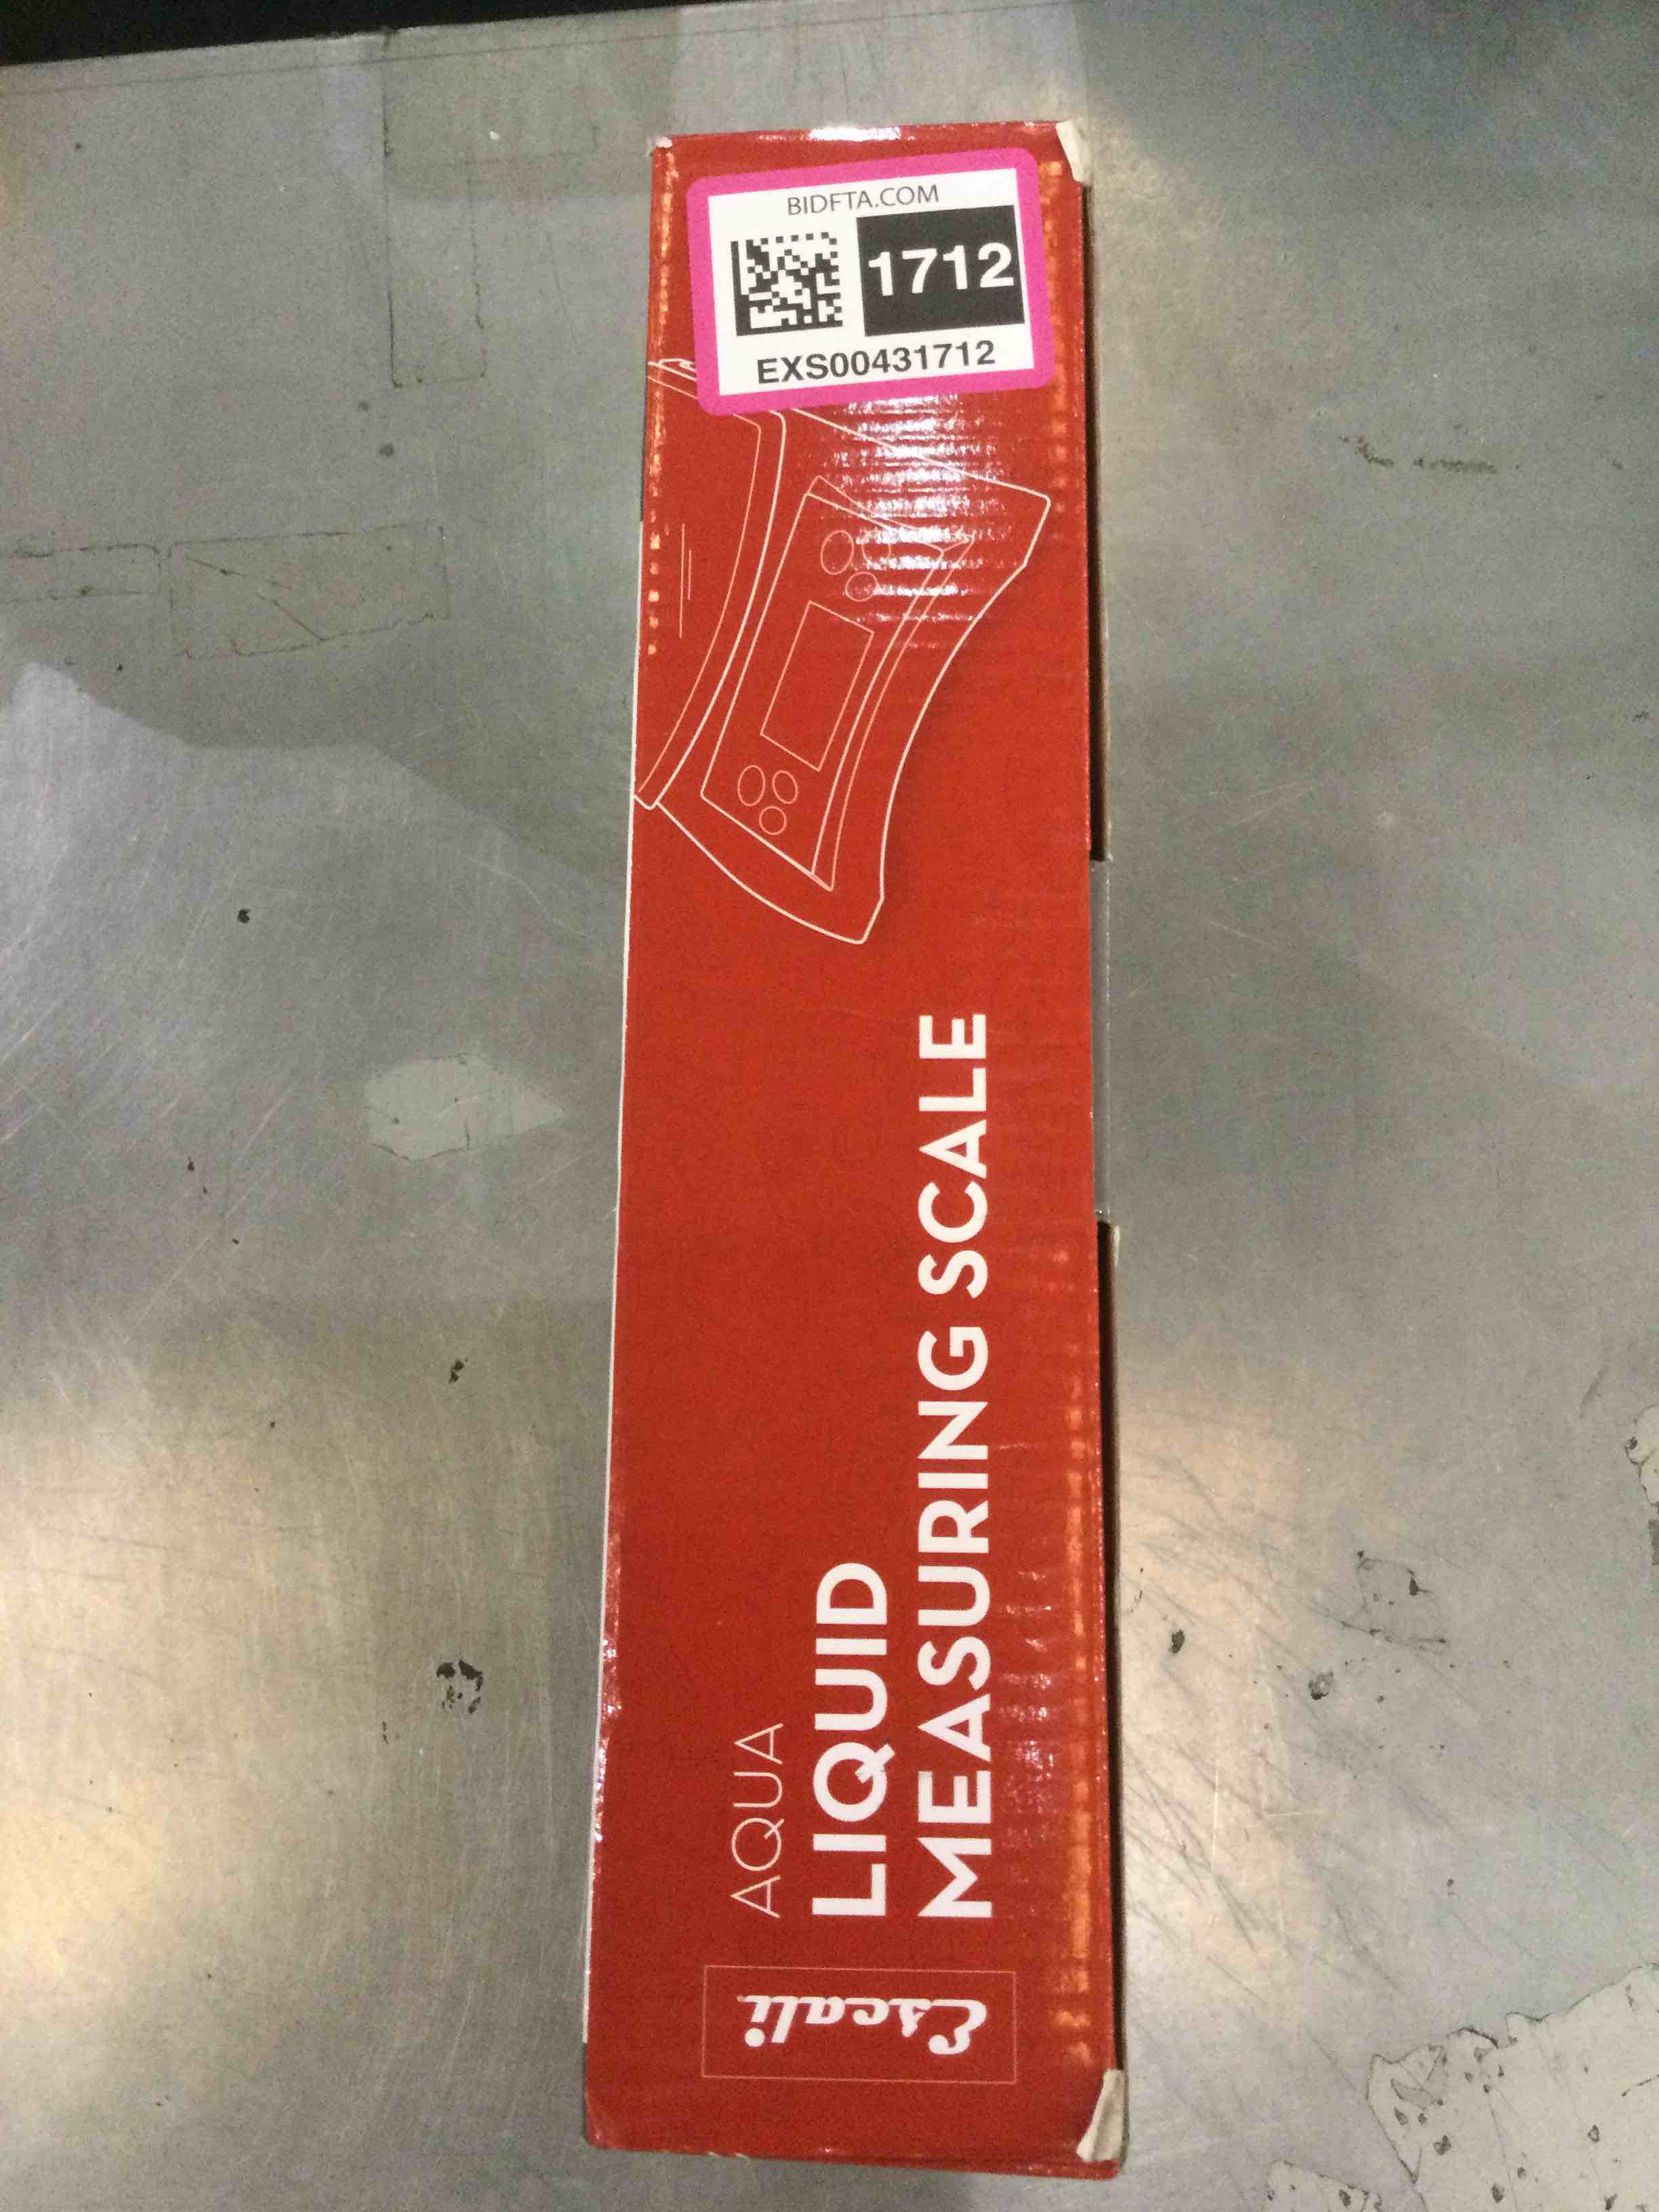 BIDFTA.COM
1712
EXS00431712
AQUA
LIQUID
MEASURING SCALE
Escali